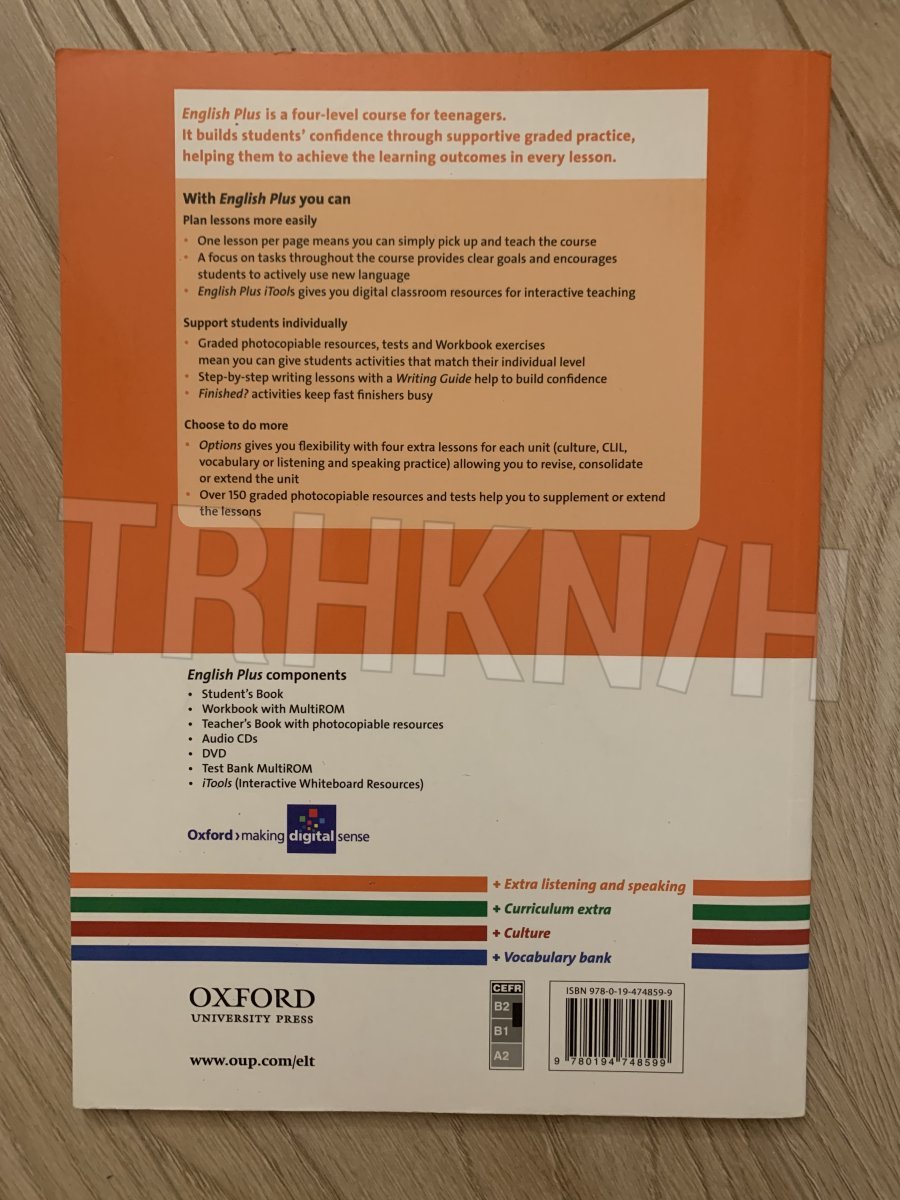 English Plus is a four-level course for teenagers.
It builds students' confidence through supportive graded practice,
helping them to achieve the learning outcomes in every lesson.
With English Plus you can
Plan lessons more easily
• One lesson per page means you can simply pick up and teach the course
• A focus on tasks throughout the course provides clear goals and encourages
students to actively use new language
• English Plus iTools gives you digital classroom resources for interactive teaching
Support students individually
• Graded photocopiable resources, tests and Workbook exercises
mean you can give students activities that match their individual level
• Step-by-step writing lessons with a Writing Guide help to build confidence
• Finished? activities keep fast finishers busy
Choose to do more
• Options gives you flexibility with four extra lessons for each unit (culture, CLIL,
vocabulary or listening and speaking practice) allowing you to revise, consolidate
or extend the unit
• Over 150 graded photocopiable resources and tests help you to supplement or extend
the lessons
TRHKN/H
English Plus components
• Student's Book
• Workbook with MultiROM
• Teacher's Book with photocopiable resources
• Audio CDs
• DVD
• Test Bank MultiROM
• iTools (Interactive Whiteboard Resources)
Oxford › making digital sense
+ Extra listening and speaking
+ Curriculum extra
+ Culture
+ Vocabulary bank
OXFORD
UNIVERSITY PRESS
www.oup.com/elt
CEFR
B2
B1
A2
ISBN 978-0-19-474859-9
9 780194 748599